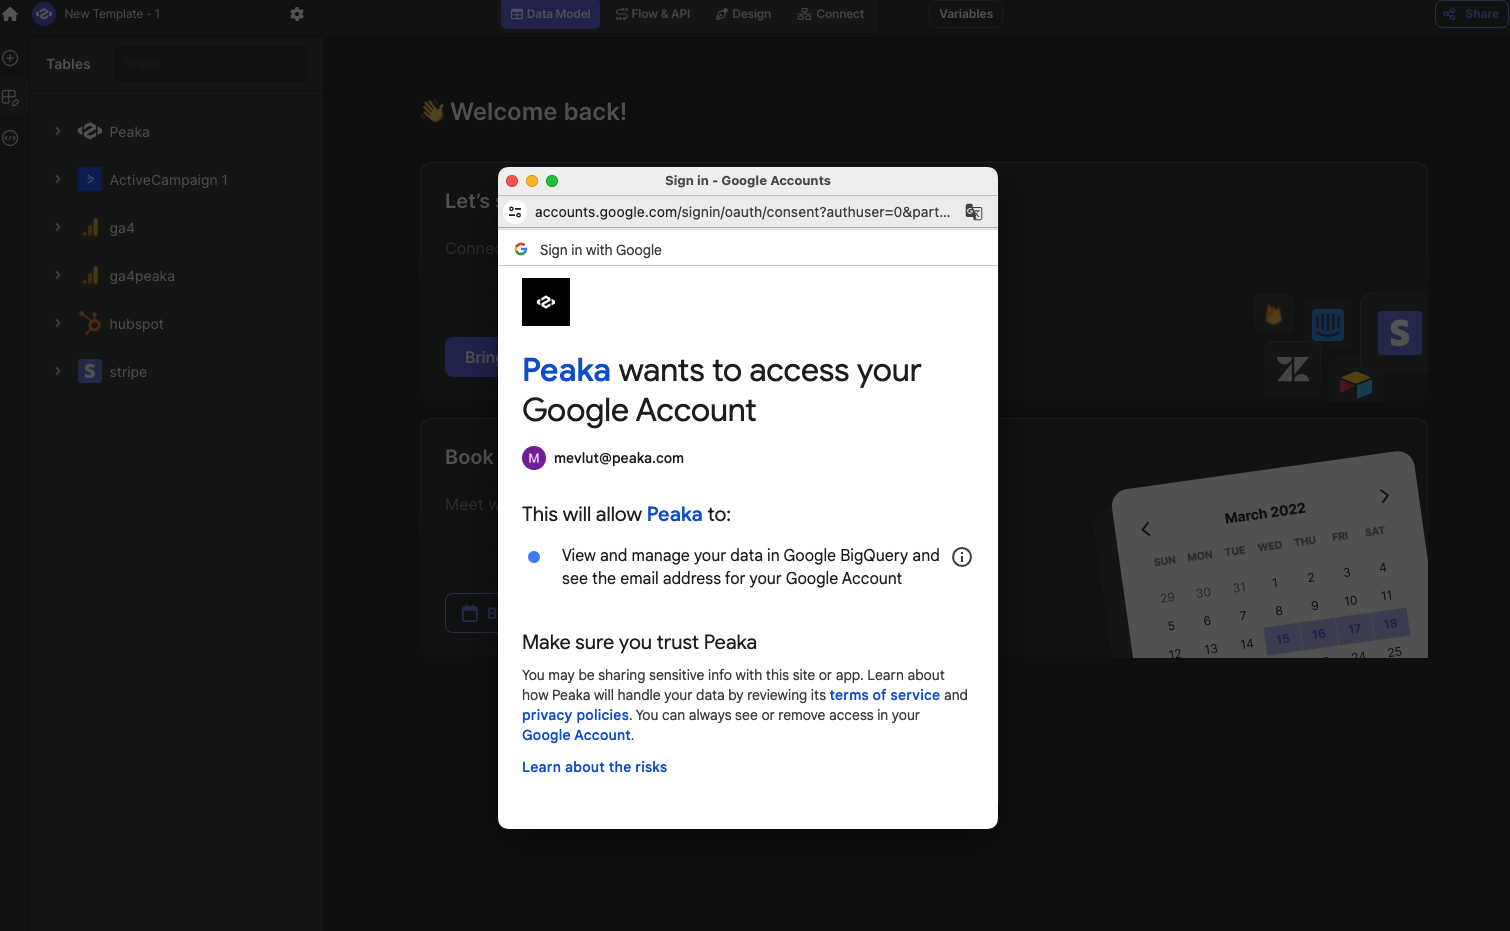 New Template - 1
Data Model
Flow & API
Design
Connect
Variables
Share
Tables
Search
Peaka
ActiveCampaign 1
ga4
ga4peaka
hubspot
stripe
👋 Welcome back!
Let's
Connec
Bring
Book
Meet w
B
Sign in - Google Accounts
accounts.google.com/signin/oauth/consent?authuser=0&part...
Sign in with Google
Peaka wants to access your
Google Account
M
mevlut@peaka.com
This will allow Peaka to:
View and manage your data in Google BigQuery and
see the email address for your Google Account
Make sure you trust Peaka
You may be sharing sensitive info with this site or app. Learn about
how Peaka will handle your data by reviewing its terms of service and
privacy policies. You can always see or remove access in your
Google Account.
Learn about the risks
March 2022
SUN MON TUE WED THU FRI SAT
29 30 31 1 2 3 4
5 6 7 8 9 10 11
12 13 14 15 16 17 18
24 25